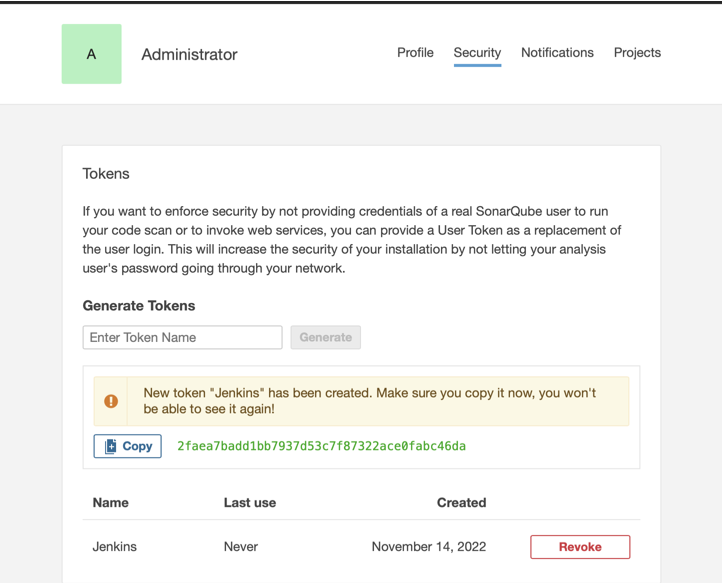 A
Administrator
Profile Security Notifications Projects
Tokens
If you want to enforce security by not providing credentials of a real SonarQube user to run
your code scan or to invoke web services, you can provide a User Token as a replacement of
the user login. This will increase the security of your installation by not letting your analysis
user's password going through your network.
Generate Tokens
Enter Token Name Generate
New token "Jenkins" has been created. Make sure you copy it now, you won't
be able to see it again!
Copy 2faea7badd1bb7937d53c7f87322ace0fabc46da
Name Last use Created
Jenkins Never November 14, 2022 Revoke